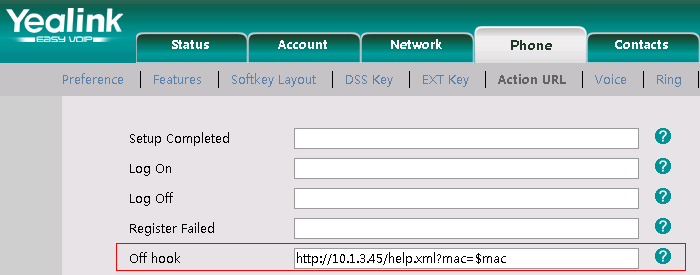 Yealink
EASY VOIP
Status Account Network Phone Contacts
Preference Features Softkey Layout DSS Key EXT Key Action URL Voice Ring
Setup Completed ?
Log On ?
Log Off ?
Register Failed ?
Off hook http://10.1.3.45/help.xml?mac=$mac ?